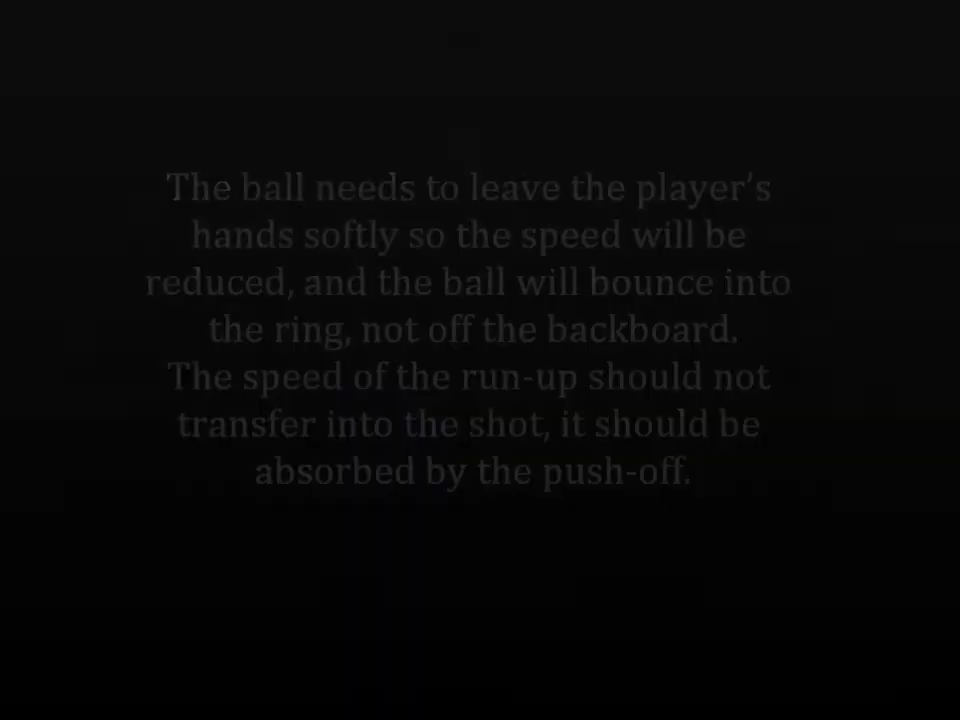 The ball needs to leave the player’s
hands softly so the speed will be
reduced, and the ball will bounce into
the ring, not off the backboard.
The speed of the run-up should not
transfer into the shot, it should be
absorbed by the push-off.